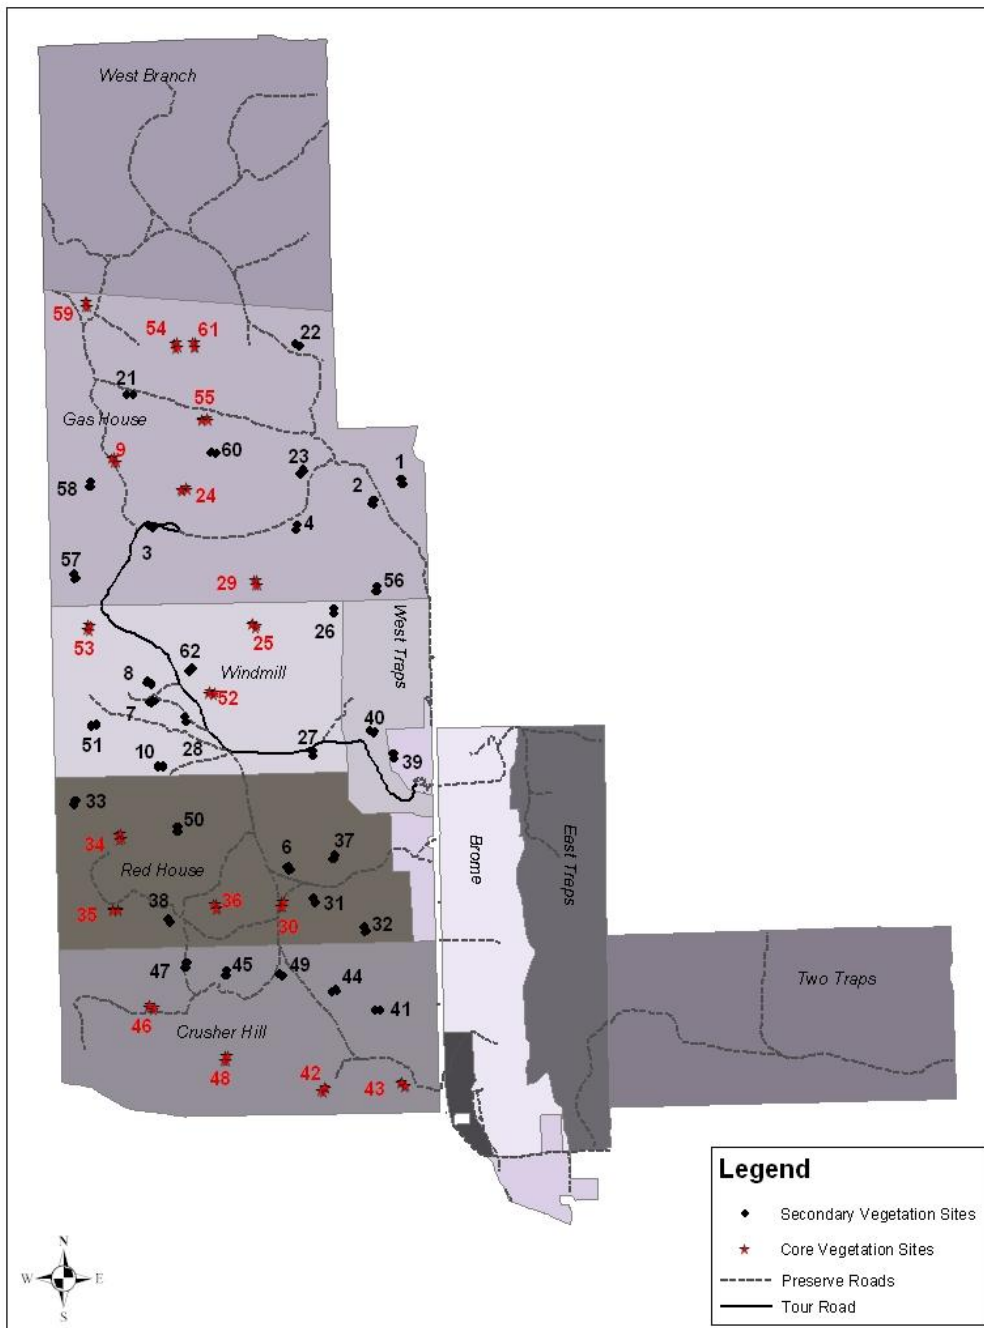 West Branch
59
54
61
22
21
55
Gas House
9
60
23
1
58
24
2
4
3
57
29
56
53
25
26
West Traps
62
8
Windmill
52
7
51
28
27
40
10
39
33
50
34
37
6
Red House
Brome
East Traps
38
36
31
35
30
32
47
45
49
44
Two Traps
46
41
Crusher Hill
48
42
43
Legend
Secondary Vegetation Sites
Core Vegetation Sites
Preserve Roads
Tour Road
N
W
E
S